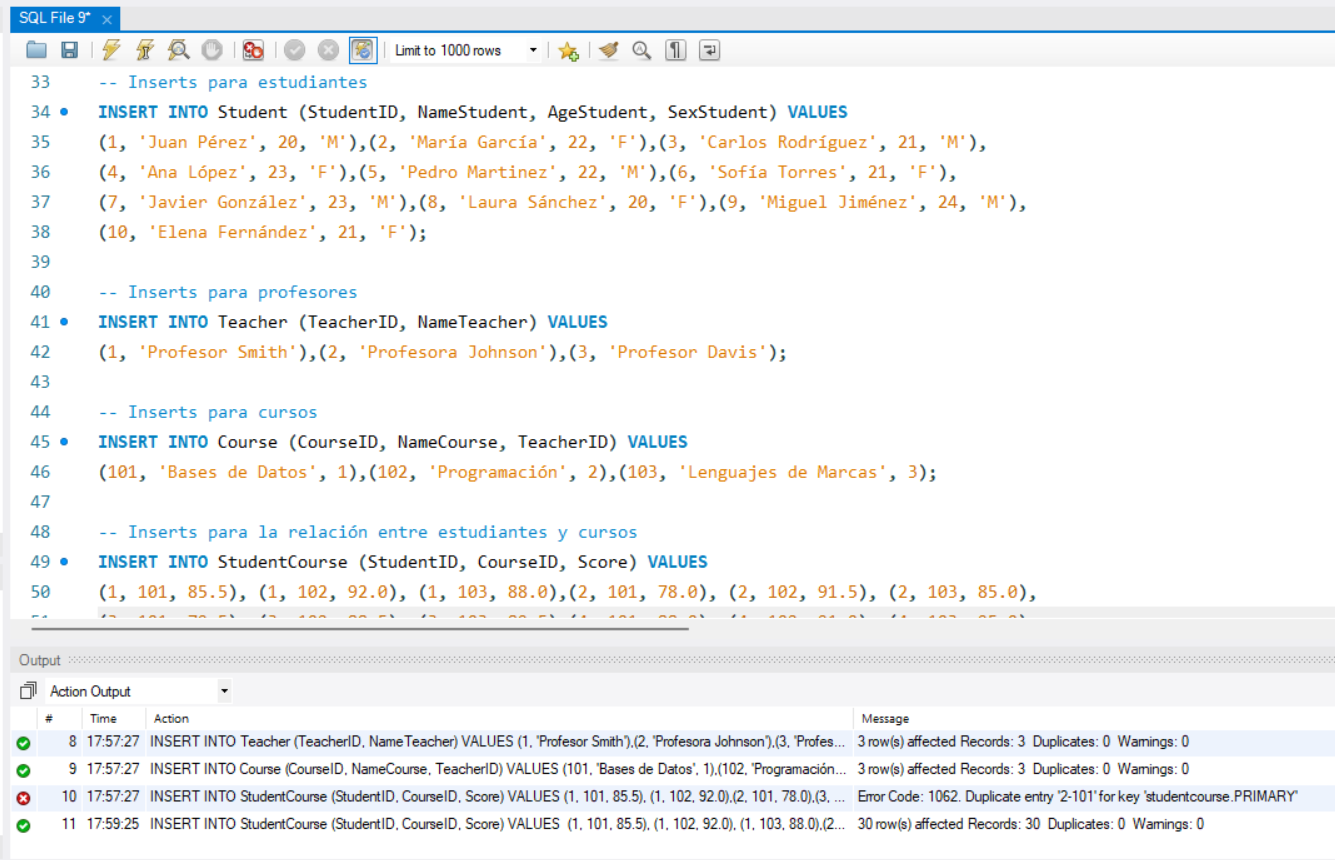 SQL File 9*
Limit to 1000 rows
33 -- Inserts para estudiantes
34 INSERT INTO Student (StudentID, NameStudent, AgeStudent, SexStudent) VALUES
35 (1, 'Juan Pérez', 20, 'M'),(2, 'María García', 22, 'F'),(3, 'Carlos Rodríguez', 21, 'M'),
36 (4, 'Ana López', 23, 'F'),(5, 'Pedro Martinez', 22, 'M'),(6, 'Sofía Torres', 21, 'F'),
37 (7, 'Javier González', 23, 'M'),(8, 'Laura Sánchez', 20, 'F'),(9, 'Miguel Jiménez', 24, 'M'),
38 (10, 'Elena Fernández', 21, 'F');
39
40 -- Inserts para profesores
41 INSERT INTO Teacher (TeacherID, NameTeacher) VALUES
42 (1, 'Profesor Smith'),(2, 'Profesora Johnson'),(3, 'Profesor Davis');
43
44 -- Inserts para cursos
45 INSERT INTO Course (CourseID, NameCourse, TeacherID) VALUES
46 (101, 'Bases de Datos', 1),(102, 'Programación', 2),(103, 'Lenguajes de Marcas', 3);
47
48 -- Inserts para la relación entre estudiantes y cursos
49 INSERT INTO StudentCourse (StudentID, CourseID, Score) VALUES
50 (1, 101, 85.5), (1, 102, 92.0), (1, 103, 88.0),(2, 101, 78.0), (2, 102, 91.5), (2, 103, 85.0),
Output
Action Output
# Time Action Message
8 17:57:27 INSERT INTO Teacher (TeacherID, NameTeacher) VALUES (1, 'Profesor Smith'),(2, 'Profesora Johnson'),(3, 'Profes... 3 row(s) affected Records: 3 Duplicates: 0 Warnings: 0
9 17:57:27 INSERT INTO Course (CourseID, NameCourse, TeacherID) VALUES (101, 'Bases de Datos', 1),(102, 'Programación... 3 row(s) affected Records: 3 Duplicates: 0 Warnings: 0
10 17:57:27 INSERT INTO StudentCourse (StudentID, CourseID, Score) VALUES (1, 101, 85.5), (1, 102, 92.0),(2, 101, 78.0),(3, ... Error Code: 1062. Duplicate entry '2-101' for key 'studentcourse.PRIMARY'
11 17:59:25 INSERT INTO StudentCourse (StudentID, CourseID, Score) VALUES (1, 101, 85.5), (1, 102, 92.0), (1, 103, 88.0),(2... 30 row(s) affected Records: 30 Duplicates: 0 Warnings: 0